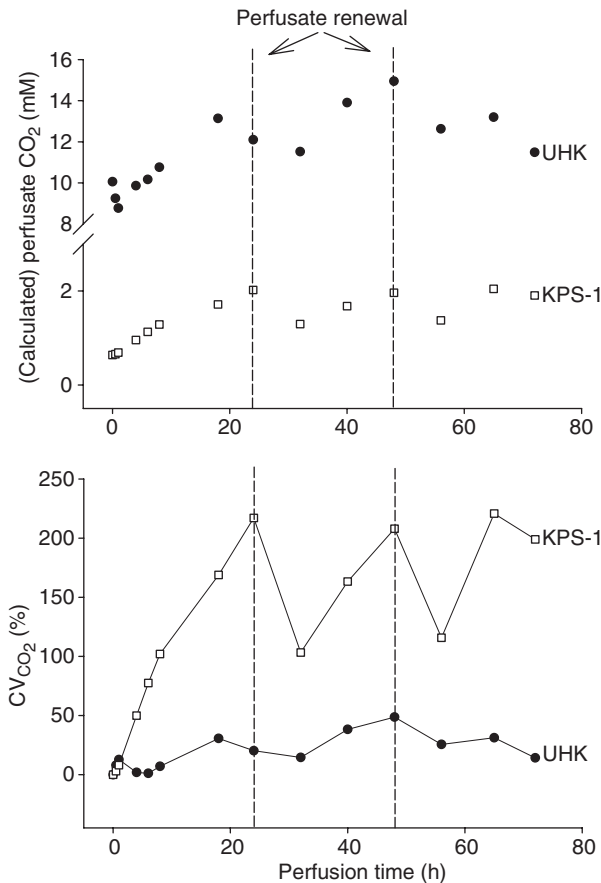 Perfusate renewal
(Calculated) perfusate CO₂ (mM)
16
14
12
10
8
2
0
UHK
KPS-1
0 20 40 60 80
CV_CO₂ (%)
250
200
150
100
50
0
KPS-1
UHK
0 20 40 60 80
Perfusion time (h)